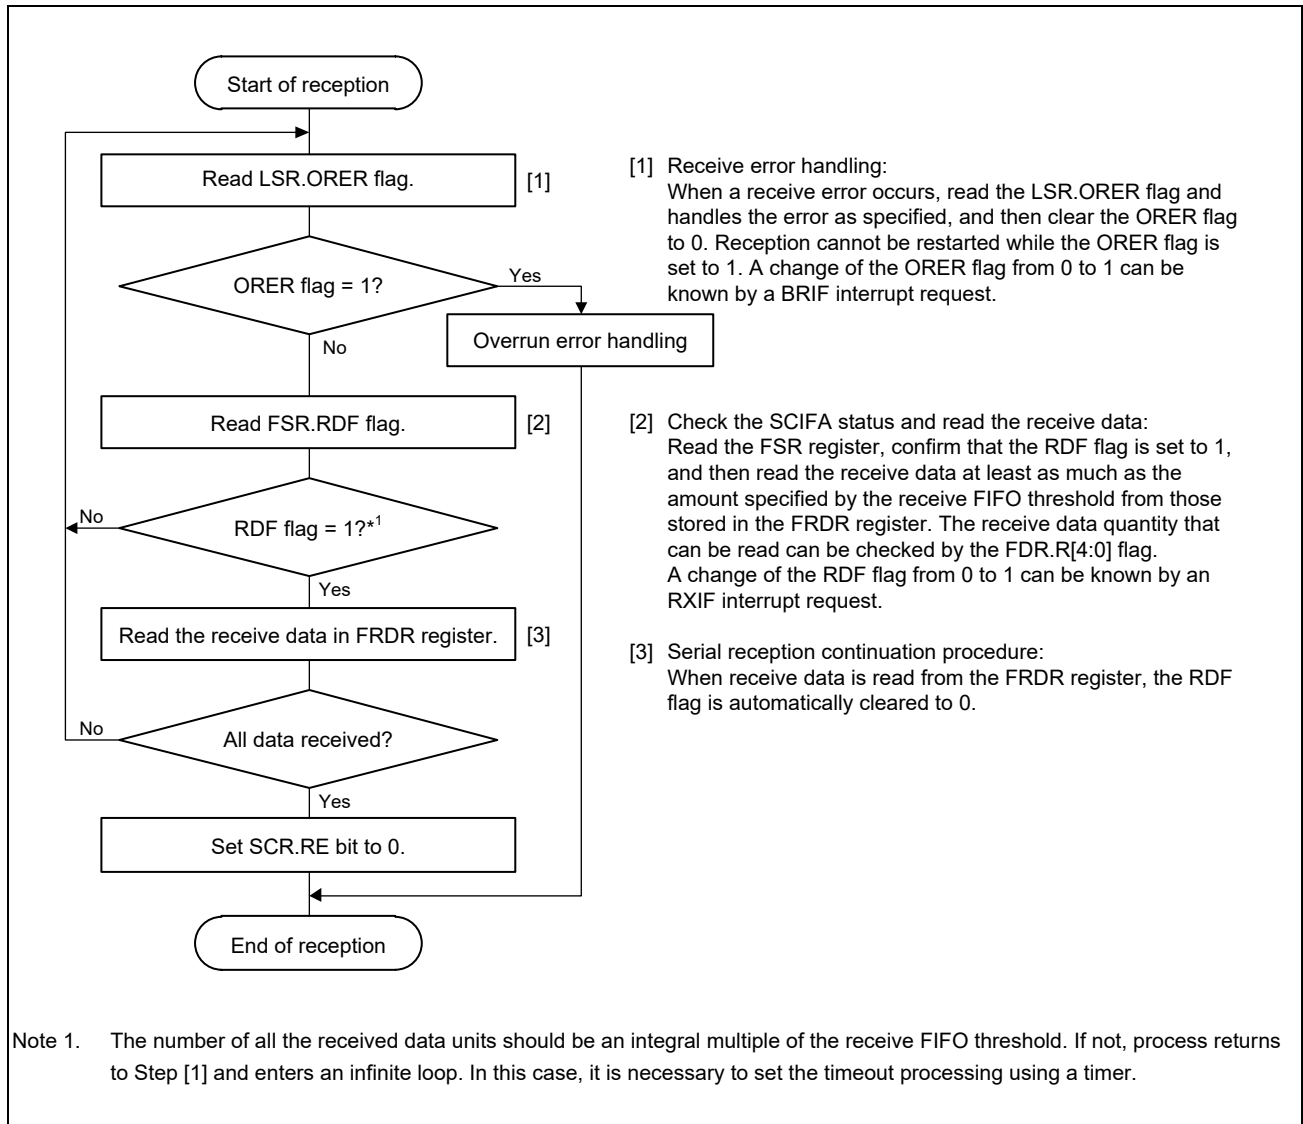 Start of reception
Read LSR.ORER flag.
[1]
ORER flag = 1?
Yes
Overrun error handling
No
Read FSR.RDF flag.
[2]
No
RDF flag = 1?*1
Yes
Read the receive data in FRDR register.
[3]
No
All data received?
Yes
Set SCR.RE bit to 0.
End of reception
[1] Receive error handling:
When a receive error occurs, read the LSR.ORER flag and
handles the error as specified, and then clear the ORER flag
to 0. Reception cannot be restarted while the ORER flag is
set to 1. A change of the ORER flag from 0 to 1 can be
known by a BRIF interrupt request.
[2] Check the SCIFA status and read the receive data:
Read the FSR register, confirm that the RDF flag is set to 1,
and then read the receive data at least as much as the
amount specified by the receive FIFO threshold from those
stored in the FRDR register. The receive data quantity that
can be read can be checked by the FDR.R[4:0] flag.
A change of the RDF flag from 0 to 1 can be known by an
RXIF interrupt request.
[3] Serial reception continuation procedure:
When receive data is read from the FRDR register, the RDF
flag is automatically cleared to 0.
Note 1. The number of all the received data units should be an integral multiple of the receive FIFO threshold. If not, process returns
to Step [1] and enters an infinite loop. In this case, it is necessary to set the timeout processing using a timer.